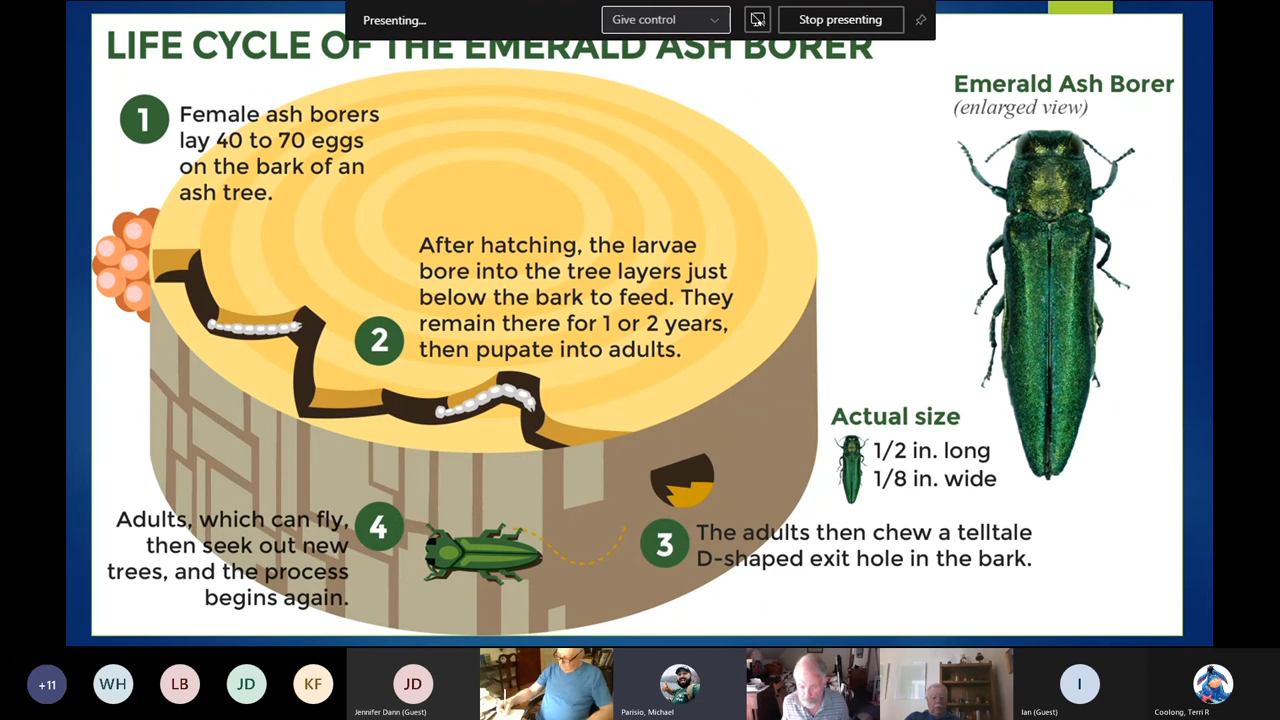 Presenting...
Give control
Stop presenting
LIFE CYCLE OF THE EMERALD ASH BORER
1
Female ash borers
lay 40 to 70 eggs
on the bark of an
ash tree.
Emerald Ash Borer
(enlarged view)
2
After hatching, the larvae
bore into the tree layers just
below the bark to feed. They
remain there for 1 or 2 years,
then pupate into adults.
Actual size
1/2 in. long
1/8 in. wide
3
The adults then chew a telltale
D-shaped exit hole in the bark.
4
Adults, which can fly,
then seek out new
trees, and the process
begins again.
+11
WH
LB
JD
KF
JD
Jennifer Dann (Guest)
Parisio, Michael
I
Ian (Guest)
Coolong, Terri R